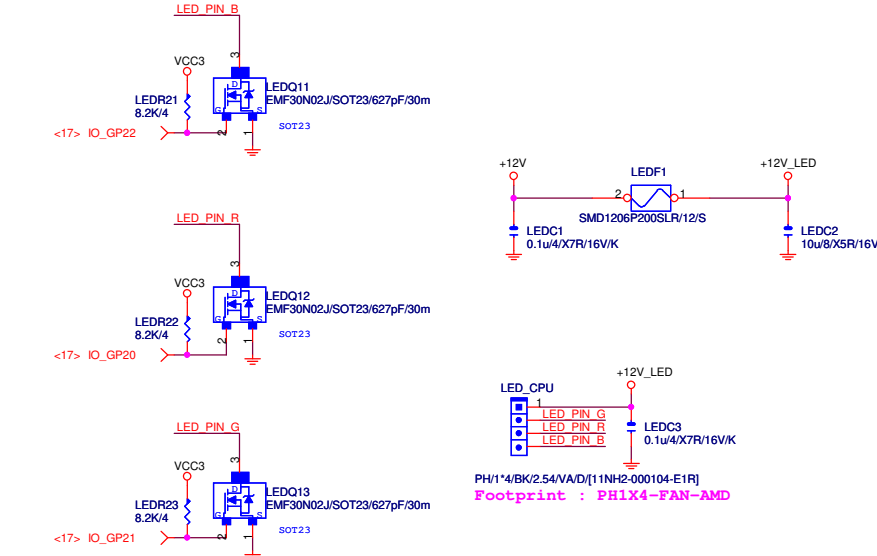 LED_PIN_B
3
VCC3
LEDQ11
EMF30N02J/SOT23/627pF/30m
D
G
S
LEDR21
8.2K/4
SOT23
<17> IO_GP22
2
1
+12V
+12V_LED
LEDF1
2
1
SMD1206P200SLR/12/S
LEDC1
0.1u/4/X7R/16V/K
LEDC2
10u/8/X5R/16V
LED_PIN_R
3
VCC3
LEDQ12
EMF30N02J/SOT23/627pF/30m
D
G
S
LEDR22
8.2K/4
SOT23
<17> IO_GP20
2
1
+12V_LED
LED_CPU
1
LED_PIN_G
LED_PIN_R
LED_PIN_B
LEDC3
0.1u/4/X7R/16V/K
PH/1*4/BK/2.54/VA/D/[11NH2-000104-E1R]
Footprint : PH1X4-FAN-AMD
LED_PIN_G
3
VCC3
LEDQ13
EMF30N02J/SOT23/627pF/30m
D
G
S
LEDR23
8.2K/4
SOT23
<17> IO_GP21
2
1